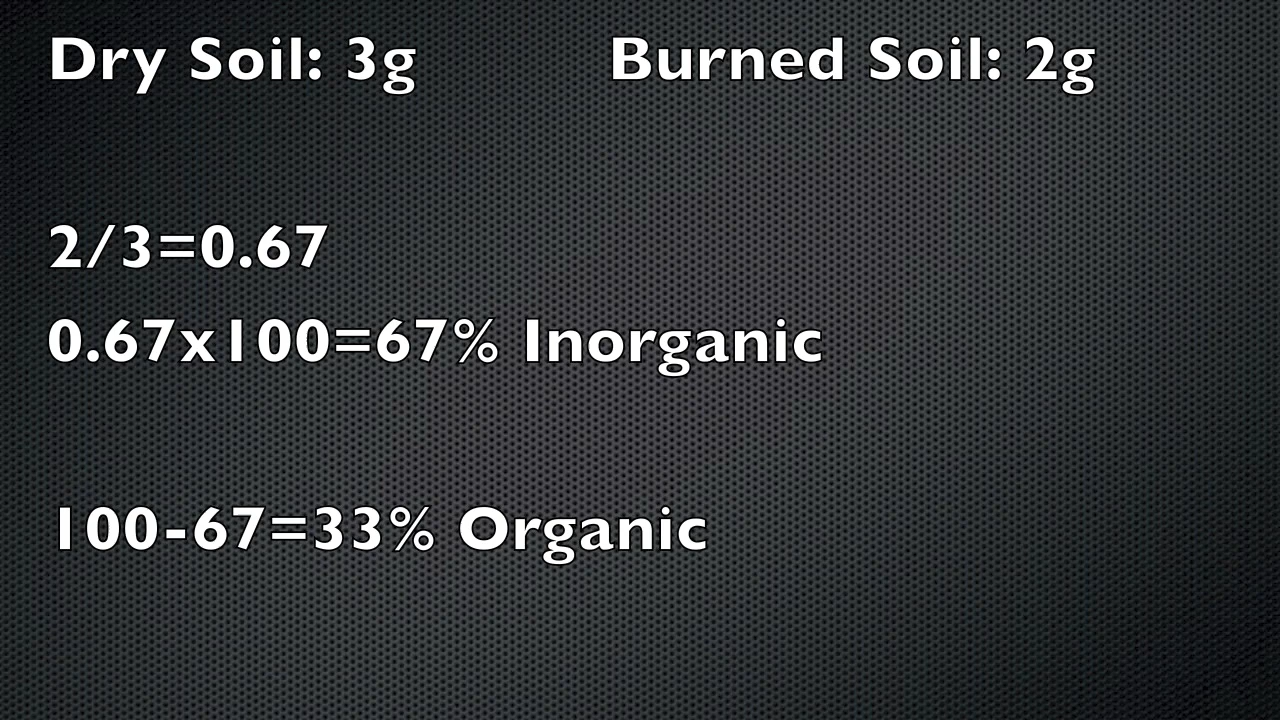 Dry Soil: 3g Burned Soil: 2g
2/3=0.67
0.67x100=67% Inorganic
100-67=33% Organic